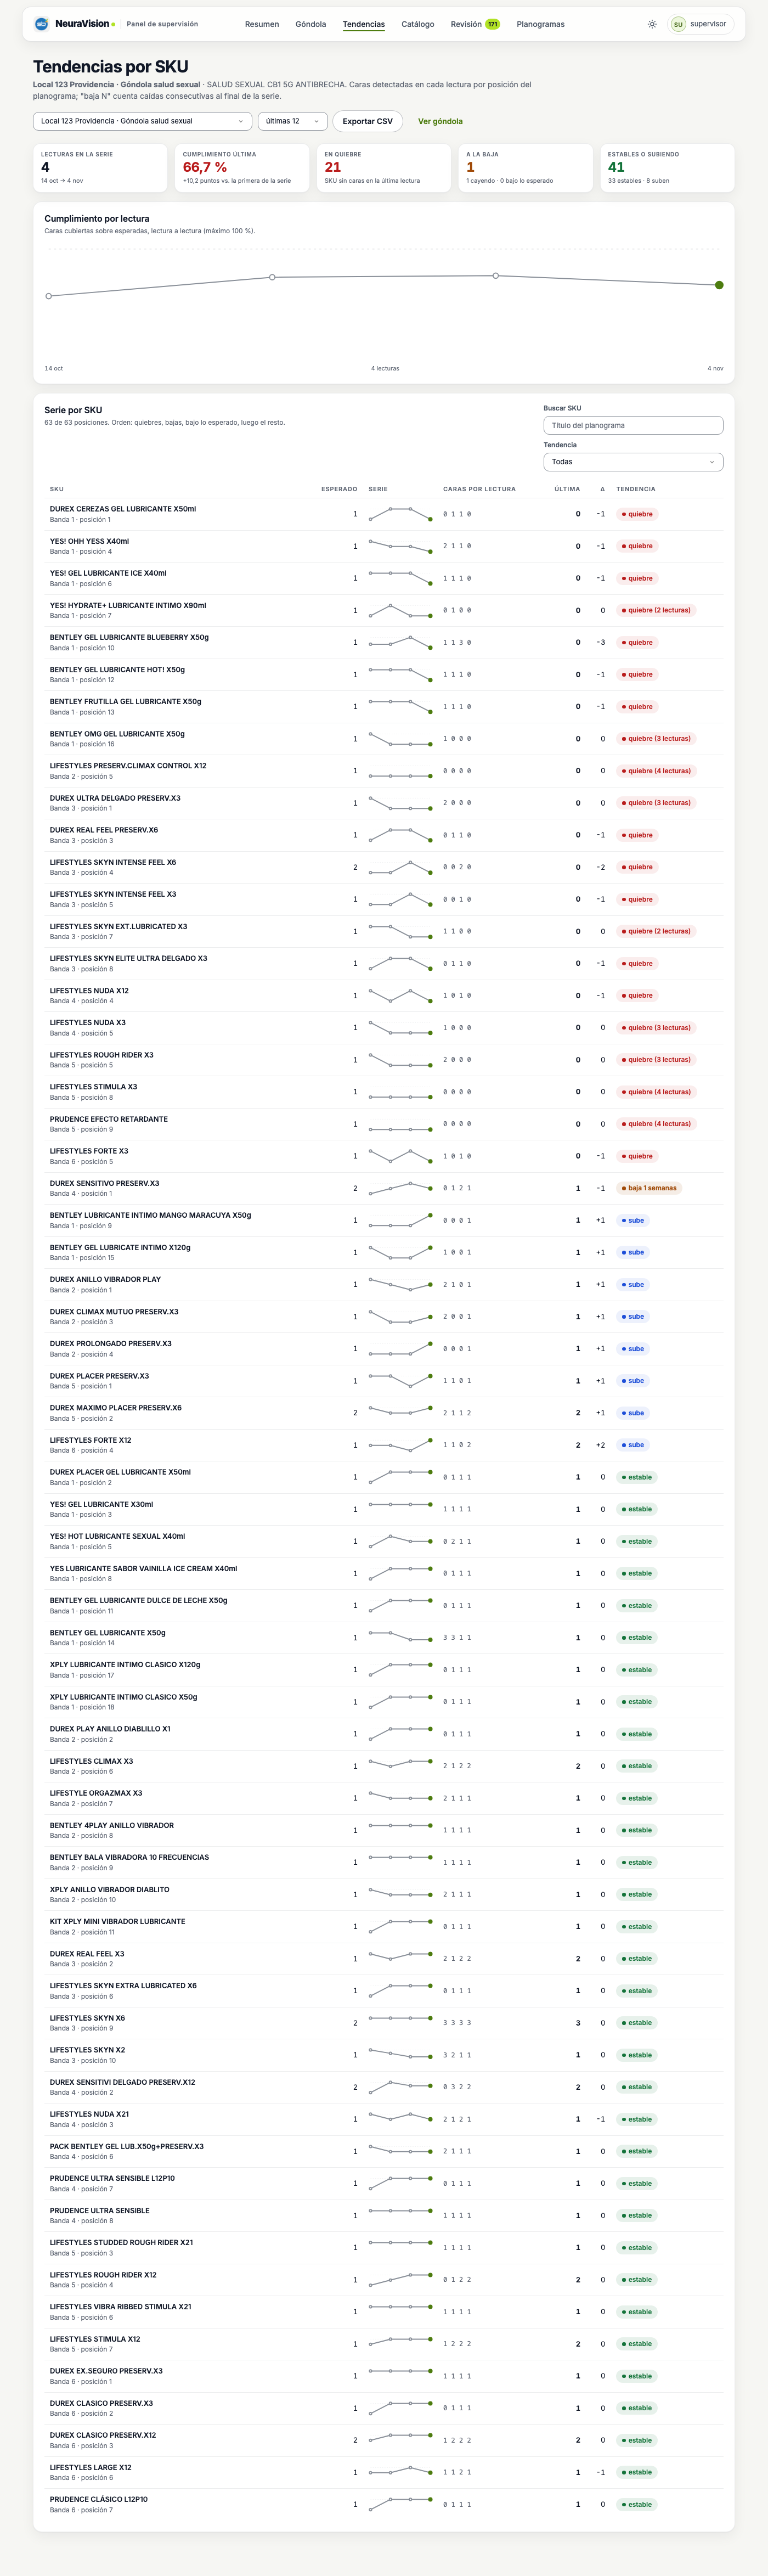 NeuraVision
Panel de supervisión
Resumen
Góndola
Tendencias
Catálogo
Revisión 171
Planogramas
SU supervisor
Tendencias por SKU
Local 123 Providencia · Góndola salud sexual · SALUD SEXUAL CB1 5G ANTIBRECHA. Caras detectadas en cada lectura por posición del
planograma; "baja N" cuenta caídas consecutivas al final de la serie.
Local 123 Providencia · Góndola salud sexual
últimas 12
Exportar CSV
Ver góndola
LECTURAS EN LA SERIE
4
14 oct → 4 nov
CUMPLIMIENTO ÚLTIMA
66,7 %
+10,2 puntos vs. la primera de la serie
EN QUIEBRE
21
SKU sin caras en la última lectura
A LA BAJA
1
1 cayendo · 0 bajo lo esperado
ESTABLES O SUBIENDO
41
33 estables · 8 suben
Cumplimiento por lectura
Caras cubiertas sobre esperadas, lectura a lectura (máximo 100 %).
14 oct
4 lecturas
4 nov
Serie por SKU
63 de 63 posiciones. Orden: quiebres, bajas, bajo lo esperado, luego el resto.
Buscar SKU
Título del planograma
Tendencia
Todas
SKU ESPERADO SERIE CARAS POR LECTURA ÚLTIMA Δ TENDENCIA
DUREX CEREZAS GEL LUBRICANTE X50ml
Banda 1 · posición 1
1 0 1 1 0 0 -1 quiebre
YES! OHH YESS X40ml
Banda 1 · posición 4
1 2 1 1 0 0 -1 quiebre
YES! GEL LUBRICANTE ICE X40ml
Banda 1 · posición 6
1 1 1 1 0 0 -1 quiebre
YES! HYDRATE+ LUBRICANTE INTIMO X90ml
Banda 1 · posición 7
1 0 1 0 0 0 0 quiebre (2 lecturas)
BENTLEY GEL LUBRICANTE BLUEBERRY X50g
Banda 1 · posición 10
1 1 1 3 0 0 -3 quiebre
BENTLEY GEL LUBRICANTE HOT! X50g
Banda 1 · posición 12
1 1 1 1 0 0 -1 quiebre
BENTLEY FRUTILLA GEL LUBRICANTE X50g
Banda 1 · posición 13
1 1 1 1 0 0 -1 quiebre
BENTLEY OMG GEL LUBRICANTE X50g
Banda 1 · posición 16
1 1 0 0 0 0 0 quiebre (3 lecturas)
LIFESTYLES PRESERV.CLIMAX CONTROL X12
Banda 2 · posición 5
1 0 0 0 0 0 0 quiebre (4 lecturas)
DUREX ULTRA DELGADO PRESERV.X3
Banda 3 · posición 1
1 2 0 0 0 0 0 quiebre (3 lecturas)
DUREX REAL FEEL PRESERV.X6
Banda 3 · posición 3
1 0 1 1 0 0 -1 quiebre
LIFESTYLES SKYN INTENSE FEEL X6
Banda 3 · posición 4
2 0 0 2 0 0 -2 quiebre
LIFESTYLES SKYN INTENSE FEEL X3
Banda 3 · posición 5
1 0 0 1 0 0 -1 quiebre
LIFESTYLES SKYN EXT.LUBRICATED X3
Banda 3 · posición 7
1 1 1 0 0 0 0 quiebre (2 lecturas)
LIFESTYLES SKYN ELITE ULTRA DELGADO X3
Banda 3 · posición 8
1 0 1 1 0 0 -1 quiebre
LIFESTYLES NUDA X12
Banda 4 · posición 4
1 1 0 1 0 0 -1 quiebre
LIFESTYLES NUDA X3
Banda 4 · posición 5
1 1 0 0 0 0 0 quiebre (3 lecturas)
LIFESTYLES ROUGH RIDER X3
Banda 5 · posición 5
1 2 0 0 0 0 0 quiebre (3 lecturas)
LIFESTYLES STIMULA X3
Banda 5 · posición 8
1 0 0 0 0 0 0 quiebre (4 lecturas)
PRUDENCE EFECTO RETARDANTE
Banda 5 · posición 9
1 0 0 0 0 0 0 quiebre (4 lecturas)
LIFESTYLES FORTE X3
Banda 6 · posición 5
1 1 0 1 0 0 -1 quiebre
DUREX SENSITIVO PRESERV.X3
Banda 4 · posición 1
2 0 1 2 1 1 -1 baja 1 semanas
BENTLEY LUBRICANTE INTIMO MANGO MARACUYA X50g
Banda 1 · posición 9
1 0 0 0 1 1 +1 sube
BENTLEY GEL LUBRICATE INTIMO X120g
Banda 1 · posición 15
1 1 0 0 1 1 +1 sube
DUREX ANILLO VIBRADOR PLAY
Banda 2 · posición 1
1 2 1 0 1 1 +1 sube
DUREX CLIMAX MUTUO PRESERV.X3
Banda 2 · posición 3
1 2 0 0 1 1 +1 sube
DUREX PROLONGADO PRESERV.X3
Banda 2 · posición 4
1 0 0 0 1 1 +1 sube
DUREX PLACER PRESERV.X3
Banda 5 · posición 1
1 1 1 0 1 1 +1 sube
DUREX MAXIMO PLACER PRESERV.X6
Banda 5 · posición 2
2 2 1 1 2 2 +1 sube
LIFESTYLES FORTE X12
Banda 6 · posición 4
1 1 1 0 2 2 +2 sube
DUREX PLACER GEL LUBRICANTE X50ml
Banda 1 · posición 2
1 0 1 1 1 1 0 estable
YES! GEL LUBRICANTE X30ml
Banda 1 · posición 3
1 1 1 1 1 1 0 estable
YES! HOT LUBRICANTE SEXUAL X40ml
Banda 1 · posición 5
1 0 2 1 1 1 0 estable
YES LUBRICANTE SABOR VAINILLA ICE CREAM X40ml
Banda 1 · posición 8
1 0 1 1 1 1 0 estable
BENTLEY GEL LUBRICANTE DULCE DE LECHE X50g
Banda 1 · posición 11
1 0 1 1 1 1 0 estable
BENTLEY GEL LUBRICANTE X50g
Banda 1 · posición 14
1 3 3 1 1 1 0 estable
XPLY LUBRICANTE INTIMO CLASICO X120g
Banda 1 · posición 17
1 0 1 1 1 1 0 estable
XPLY LUBRICANTE INTIMO CLASICO X50g
Banda 1 · posición 18
1 0 1 1 1 1 0 estable
DUREX PLAY ANILLO DIABLILLO X1
Banda 2 · posición 2
1 0 1 1 1 1 0 estable
LIFESTYLES CLIMAX X3
Banda 2 · posición 6
1 2 1 2 2 2 0 estable
LIFESTYLE ORGAZMAX X3
Banda 2 · posición 7
1 2 1 1 1 1 0 estable
BENTLEY 4PLAY ANILLO VIBRADOR
Banda 2 · posición 8
1 1 1 1 1 1 0 estable
BENTLEY BALA VIBRADORA 10 FRECUENCIAS
Banda 2 · posición 9
1 1 1 1 1 1 0 estable
XPLY ANILLO VIBRADOR DIABLITO
Banda 2 · posición 10
1 2 1 1 1 1 0 estable
KIT XPLY MINI VIBRADOR LUBRICANTE
Banda 2 · posición 11
1 0 1 1 1 1 0 estable
DUREX REAL FEEL X3
Banda 3 · posición 2
1 2 1 2 2 2 0 estable
LIFESTYLES SKYN EXTRA LUBRICATED X6
Banda 3 · posición 6
1 0 1 1 1 1 0 estable
LIFESTYLES SKYN X6
Banda 3 · posición 9
2 3 3 3 3 3 0 estable
LIFESTYLES SKYN X2
Banda 3 · posición 10
1 3 2 1 1 1 0 estable
DUREX SENSITIVI DELGADO PRESERV.X12
Banda 4 · posición 2
2 0 3 2 2 2 0 estable
LIFESTYLES NUDA X21
Banda 4 · posición 3
1 2 1 2 1 1 -1 estable
PACK BENTLEY GEL LUB.X50g+PRESERV.X3
Banda 4 · posición 6
1 2 1 1 1 1 0 estable
PRUDENCE ULTRA SENSIBLE L12P10
Banda 4 · posición 7
1 0 1 1 1 1 0 estable
PRUDENCE ULTRA SENSIBLE
Banda 4 · posición 8
1 1 1 1 1 1 0 estable
LIFESTYLES STUDDED ROUGH RIDER X21
Banda 5 · posición 3
1 1 1 1 1 1 0 estable
LIFESTYLES ROUGH RIDER X12
Banda 5 · posición 4
1 0 1 2 2 2 0 estable
LIFESTYLES VIBRA RIBBED STIMULA X21
Banda 5 · posición 6
1 1 1 1 1 1 0 estable
LIFESTYLES STIMULA X12
Banda 5 · posición 7
1 1 2 2 2 2 0 estable
DUREX EX.SEGURO PRESERV.X3
Banda 6 · posición 1
1 1 1 1 1 1 0 estable
DUREX CLASICO PRESERV.X3
Banda 6 · posición 2
1 0 1 1 1 1 0 estable
DUREX CLASICO PRESERV.X12
Banda 6 · posición 3
2 1 2 2 2 2 0 estable
LIFESTYLES LARGE X12
Banda 6 · posición 6
1 1 1 2 1 1 -1 estable
PRUDENCE CLÁSICO L12P10
Banda 6 · posición 7
1 0 1 1 1 1 0 estable